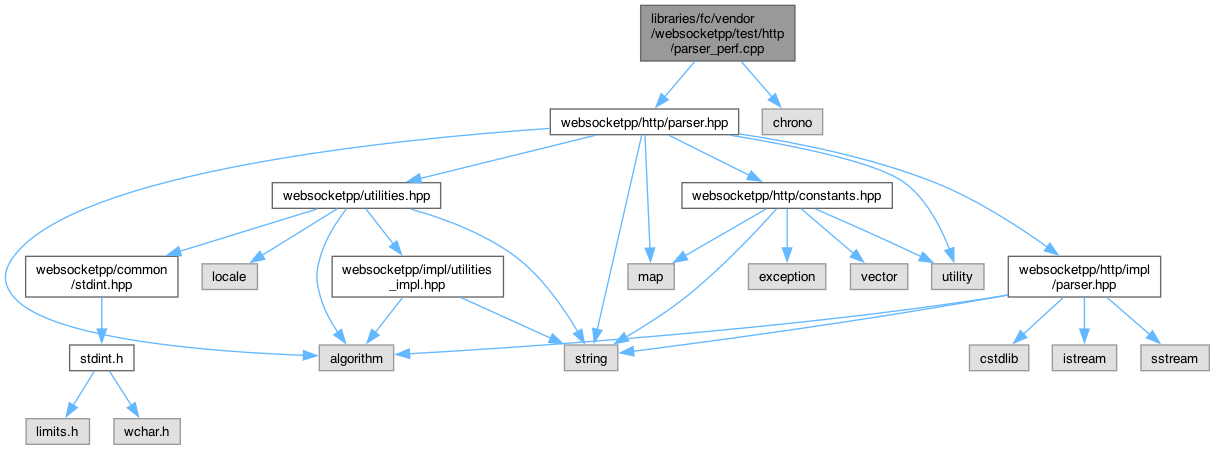 libraries/fc/vendor
/websocketpp/test/http
/parser_perf.cpp
websocketpp/http/parser.hpp
chrono
websocketpp/utilities.hpp
websocketpp/http/constants.hpp
websocketpp/common
/stdint.hpp
locale
websocketpp/impl/utilities
_impl.hpp
map
exception
vector
utility
websocketpp/http/impl
/parser.hpp
stdint.h
algorithm
string
cstdlib
istream
sstream
limits.h
wchar.h